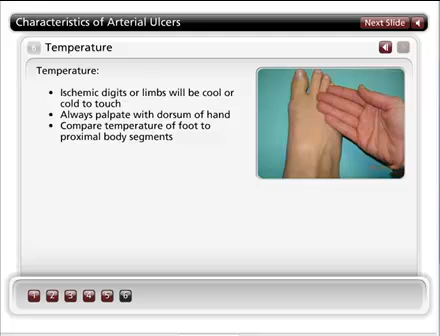 Characteristics of Arterial Ulcers
Next Slide
6 Temperature
Temperature:
• Ischemic digits or limbs will be cool or
cold to touch
• Always palpate with dorsum of hand
• Compare temperature of foot to
proximal body segments
1 2 3 4 5 6